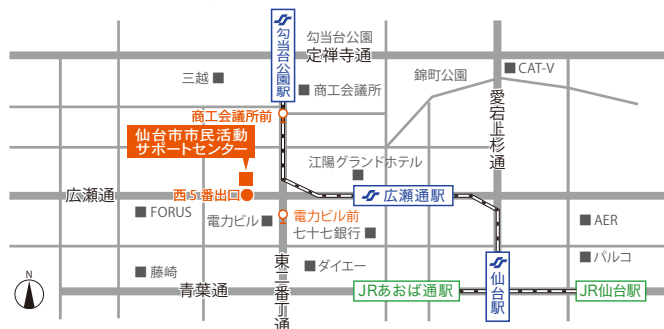 勾当台公園駅
勾当台公園
定禅寺通
三越
商工会議所
錦町公園
CAT-V
愛宕上杉通
商工会議所前
仙台市市民活動
サポートセンター
江陽グランドホテル
広瀬通
西5番出口
広瀬通駅
FORUS
電力ビル
電力ビル前
七十七銀行
AER
東二番丁通
仙台駅
パルコ
藤崎
ダイエー
N
青葉通
JRあおば通駅
JR仙台駅